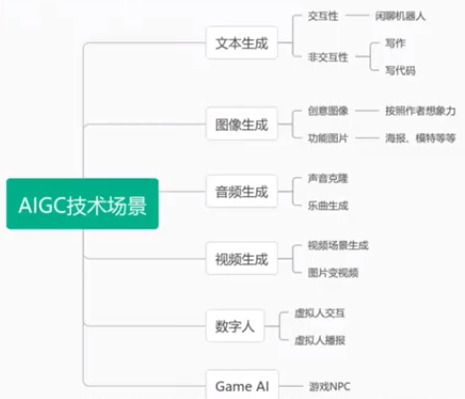 AIGC技术场景
文本生成
交互性
闲聊机器人
非交互性
写作
写代码
图像生成
创意图像
按照作者想象力
功能图片
海报、模特等等
音频生成
声音克隆
乐曲生成
视频生成
视频场景生成
图片变视频
数字人
虚拟人交互
虚拟人播报
Game AI
游戏NPC